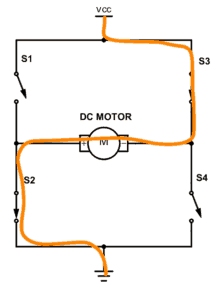 VCC
S1
S3
DC MOTOR
+ M −
S2
S4